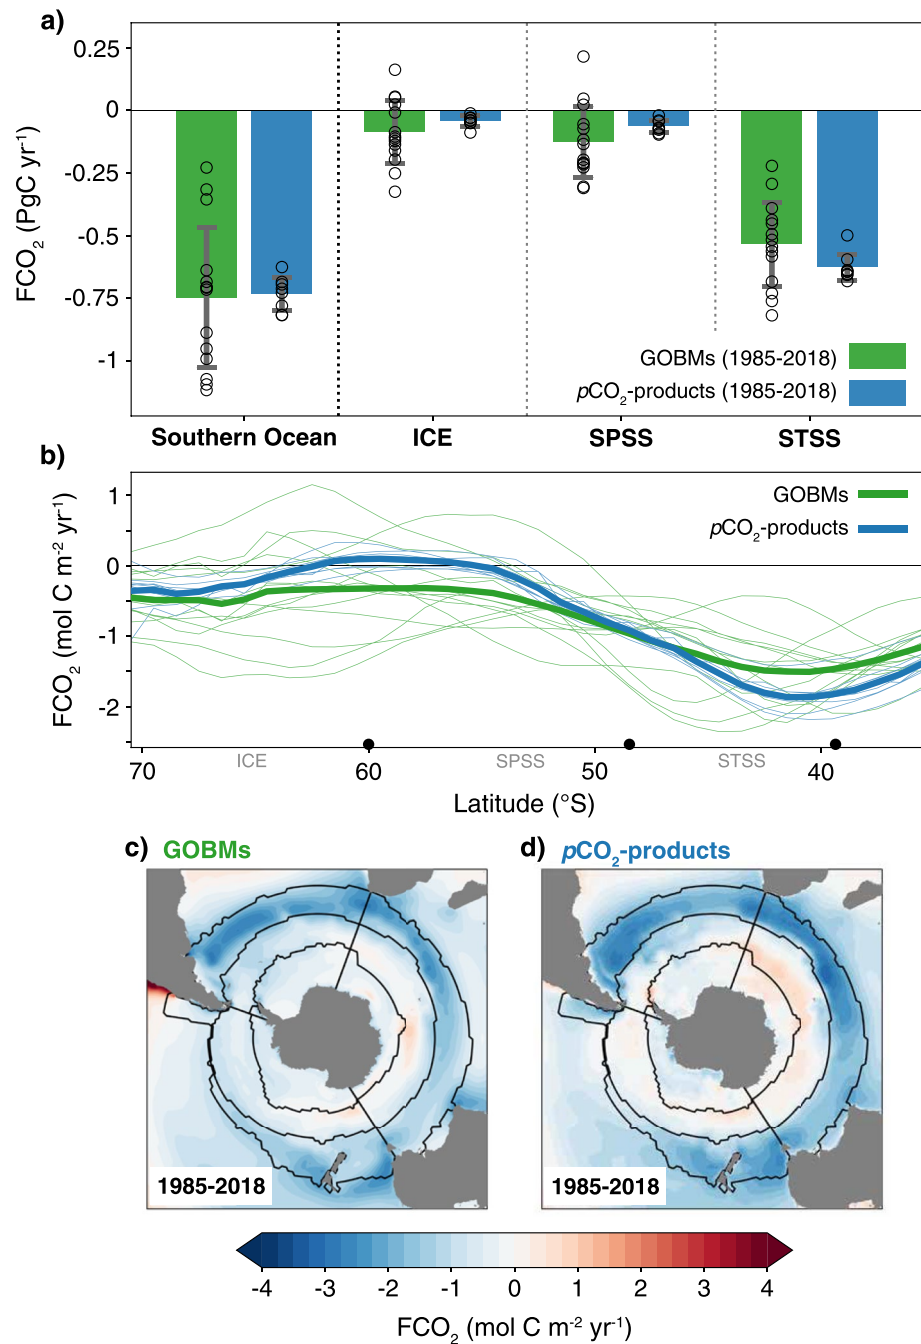 a)
0.25
0
-0.25
-0.5
-0.75
-1
FCO₂ (PgC yr⁻¹)
GOBMs (1985-2018)
pCO₂-products (1985-2018)
Southern Ocean ICE SPSS STSS
b)
1
0
-1
-2
FCO₂ (mol C m⁻² yr⁻¹)
GOBMs
pCO₂-products
ICE SPSS STSS
70 60 50 40
Latitude (°S)
c) GOBMs d) pCO₂-products
1985-2018 1985-2018
-4 -3 -2 -1 0 1 2 3 4
FCO₂ (mol C m⁻² yr⁻¹)